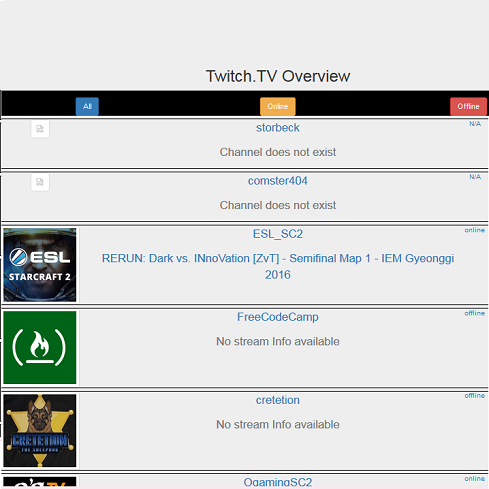 Twitch.TV Overview
All
Online
Offline
storbeck
N/A
Channel does not exist
comster404
N/A
Channel does not exist
ESL_SC2
online
ESL
STARCRAFT 2
RERUN: Dark vs. INnoVation [ZvT] - Semifinal Map 1 - IEM Gyeonggi
2016
FreeCodeCamp
offline
No stream Info available
cretetion
offline
No stream Info available
CRETETION
THE SHEEPDOG
OgamingSC2
online